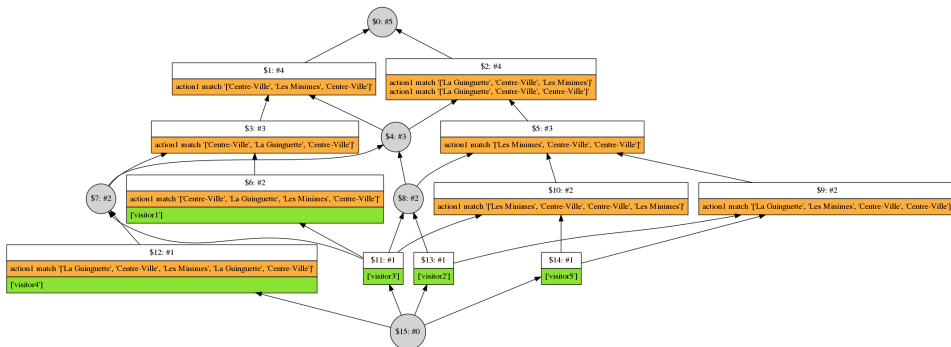 $0: #5
$1: #4
action1 match '['Centre-Ville', 'Les Minimes', 'Centre-Ville']'
$2: #4
action1 match '['La Guinguette', 'Centre-Ville', 'Les Minimes']'
action1 match '['La Guinguette', 'Centre-Ville', 'Centre-Ville']'
$3: #3
action1 match '['Centre-Ville', 'La Guinguette', 'Centre-Ville']'
$4: #3
$5: #3
action1 match '['Les Minimes', 'Centre-Ville', 'Centre-Ville']'
$7: #2
$6: #2
action1 match '['Centre-Ville', 'La Guinguette', 'Les Minimes', 'Centre-Ville']'
['visitor1']
$8: #2
$10: #2
action1 match '['Les Minimes', 'Centre-Ville', 'Centre-Ville', 'Les Minimes']'
$9: #2
action1 match '['La Guinguette', 'Les Minimes', 'Centre-Ville', 'Centre-Ville']'
$12: #1
action1 match '['La Guinguette', 'Centre-Ville', 'Les Minimes', 'La Guinguette', 'Centre-Ville']'
['visitor4']
$11: #1
['visitor3']
$13: #1
['visitor2']
$14: #1
['visitor5']
$15: #0